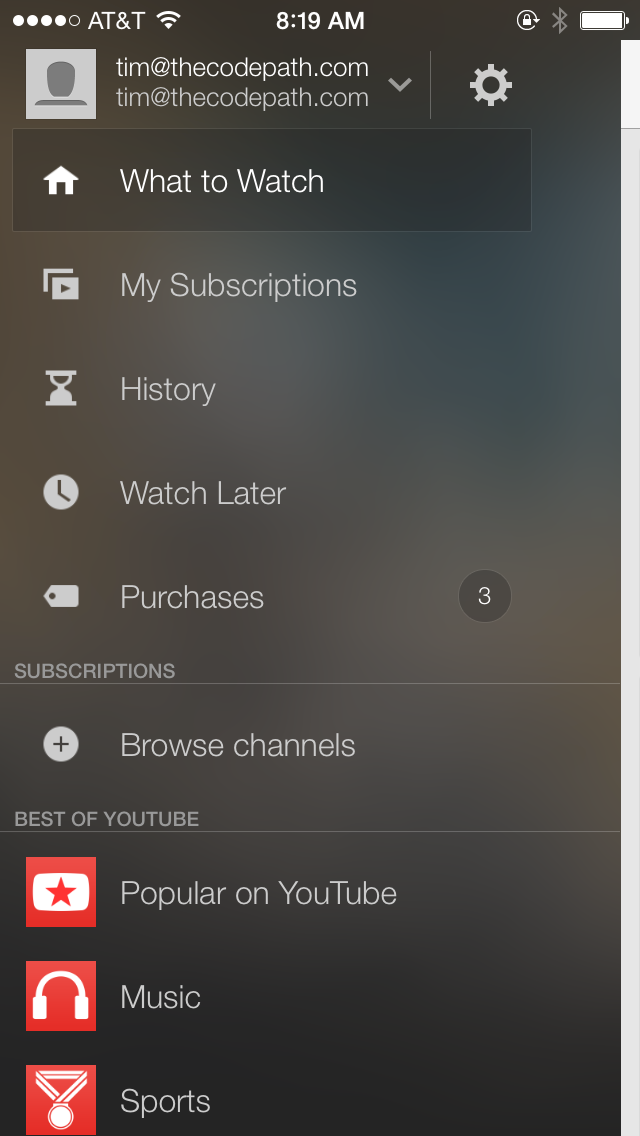 AT&T 8:19 AM
tim@thecodepath.com
tim@thecodepath.com
What to Watch
My Subscriptions
History
Watch Later
Purchases 3
SUBSCRIPTIONS
Browse channels
BEST OF YOUTUBE
Popular on YouTube
Music
Sports